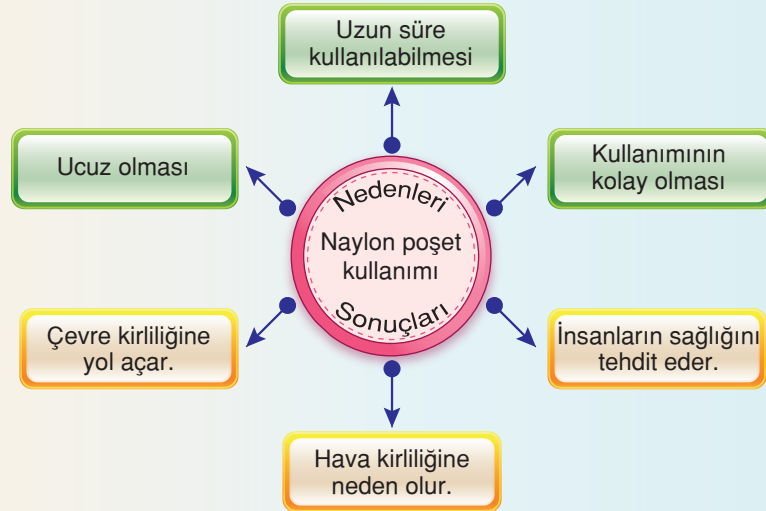 Uzun süre
kullanılabilmesi
Ucuz olması
Kullanımının
kolay olması
Nedenleri
Naylon poşet
kullanımı
Sonuçları
Çevre kirliliğine
yol açar.
İnsanların sağlığını
tehdit eder.
Hava kirliliğine
neden olur.